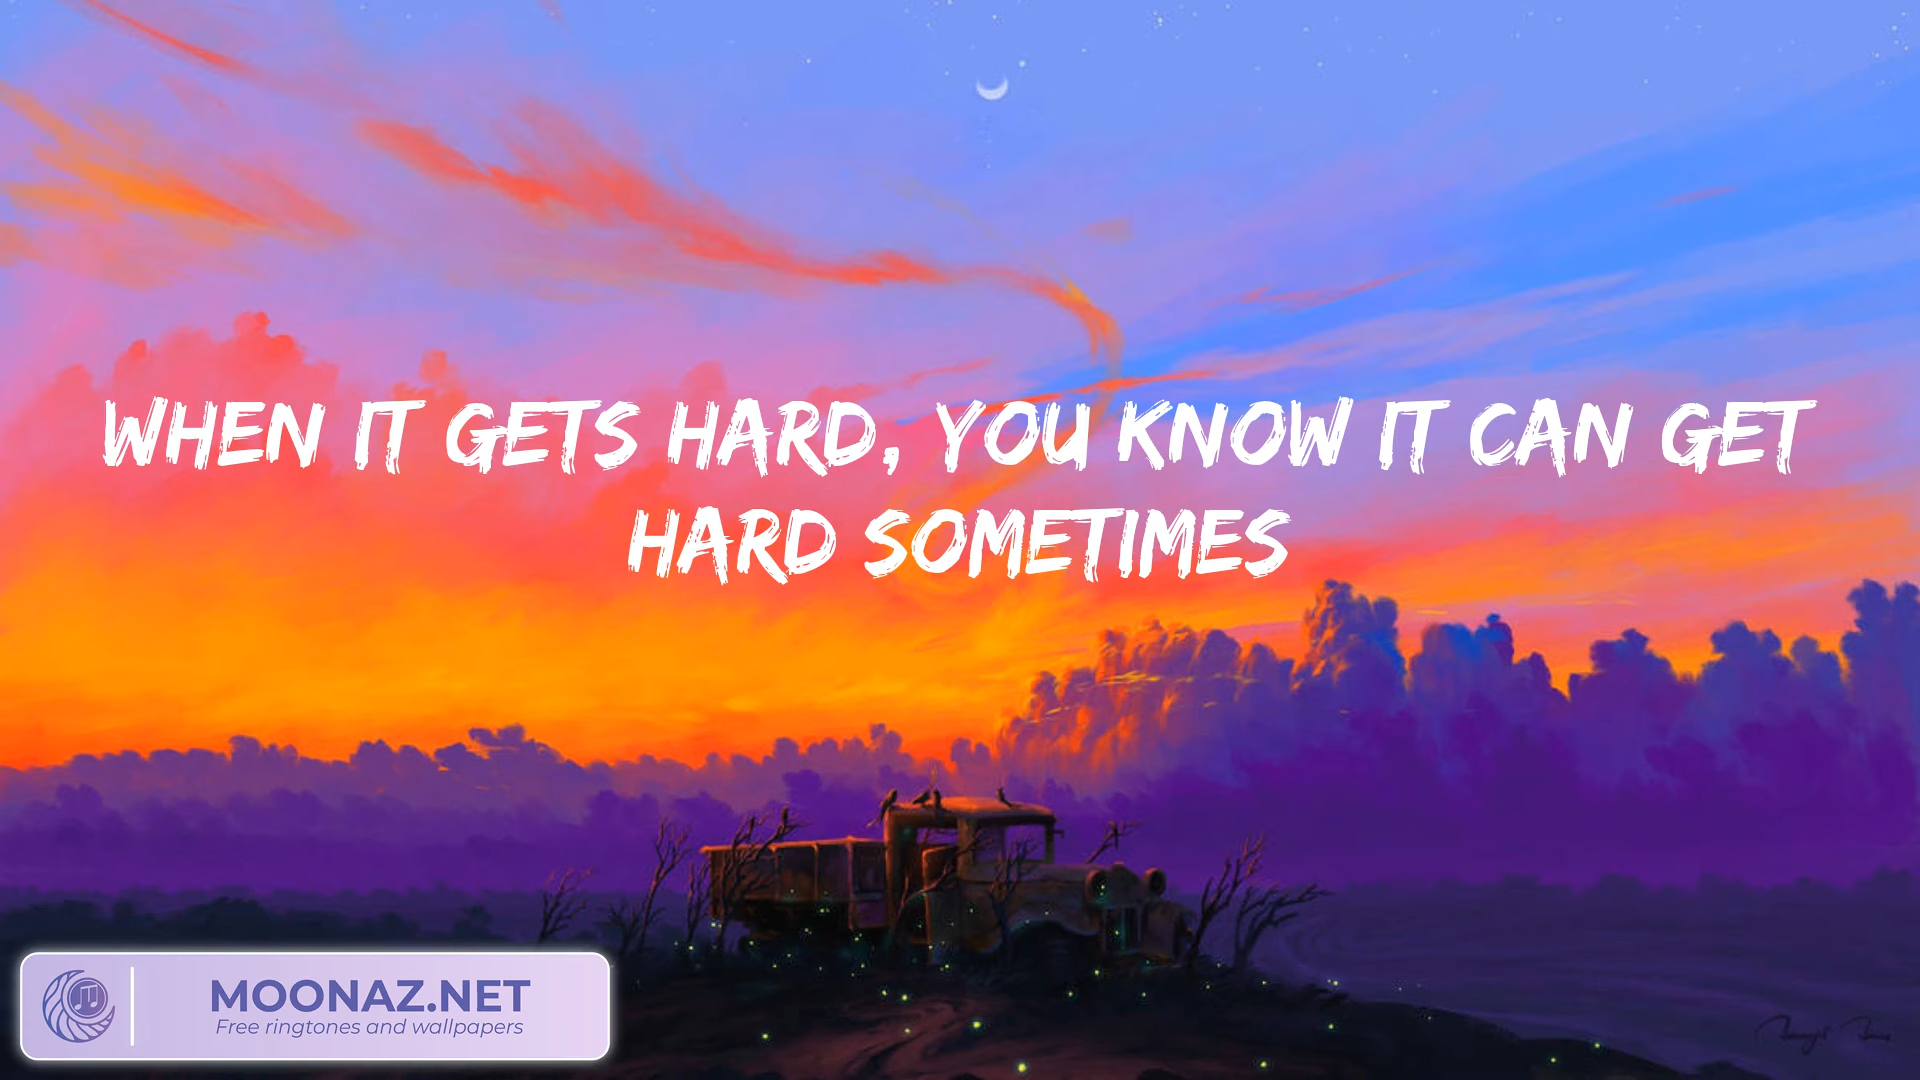 WHEN IT GETS HARD, YOU KNOW IT CAN GET
HARD SOMETIMES
MOONAZ.NET
Free ringtones and wallpapers